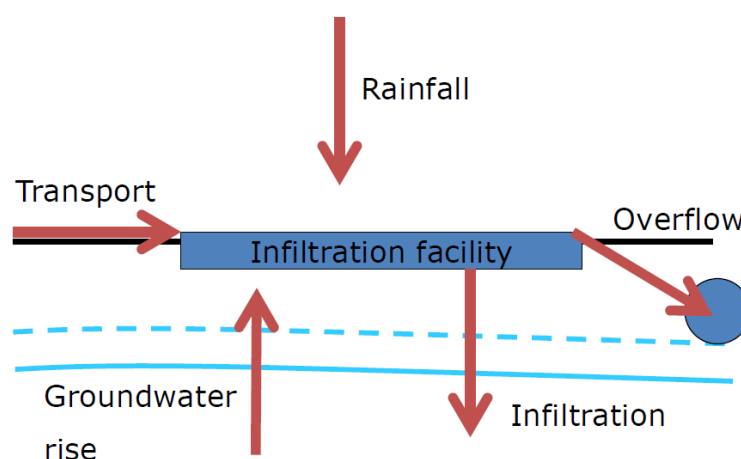 Rainfall
Transport
Overflow
Infiltration facility
Groundwater
rise
Infiltration